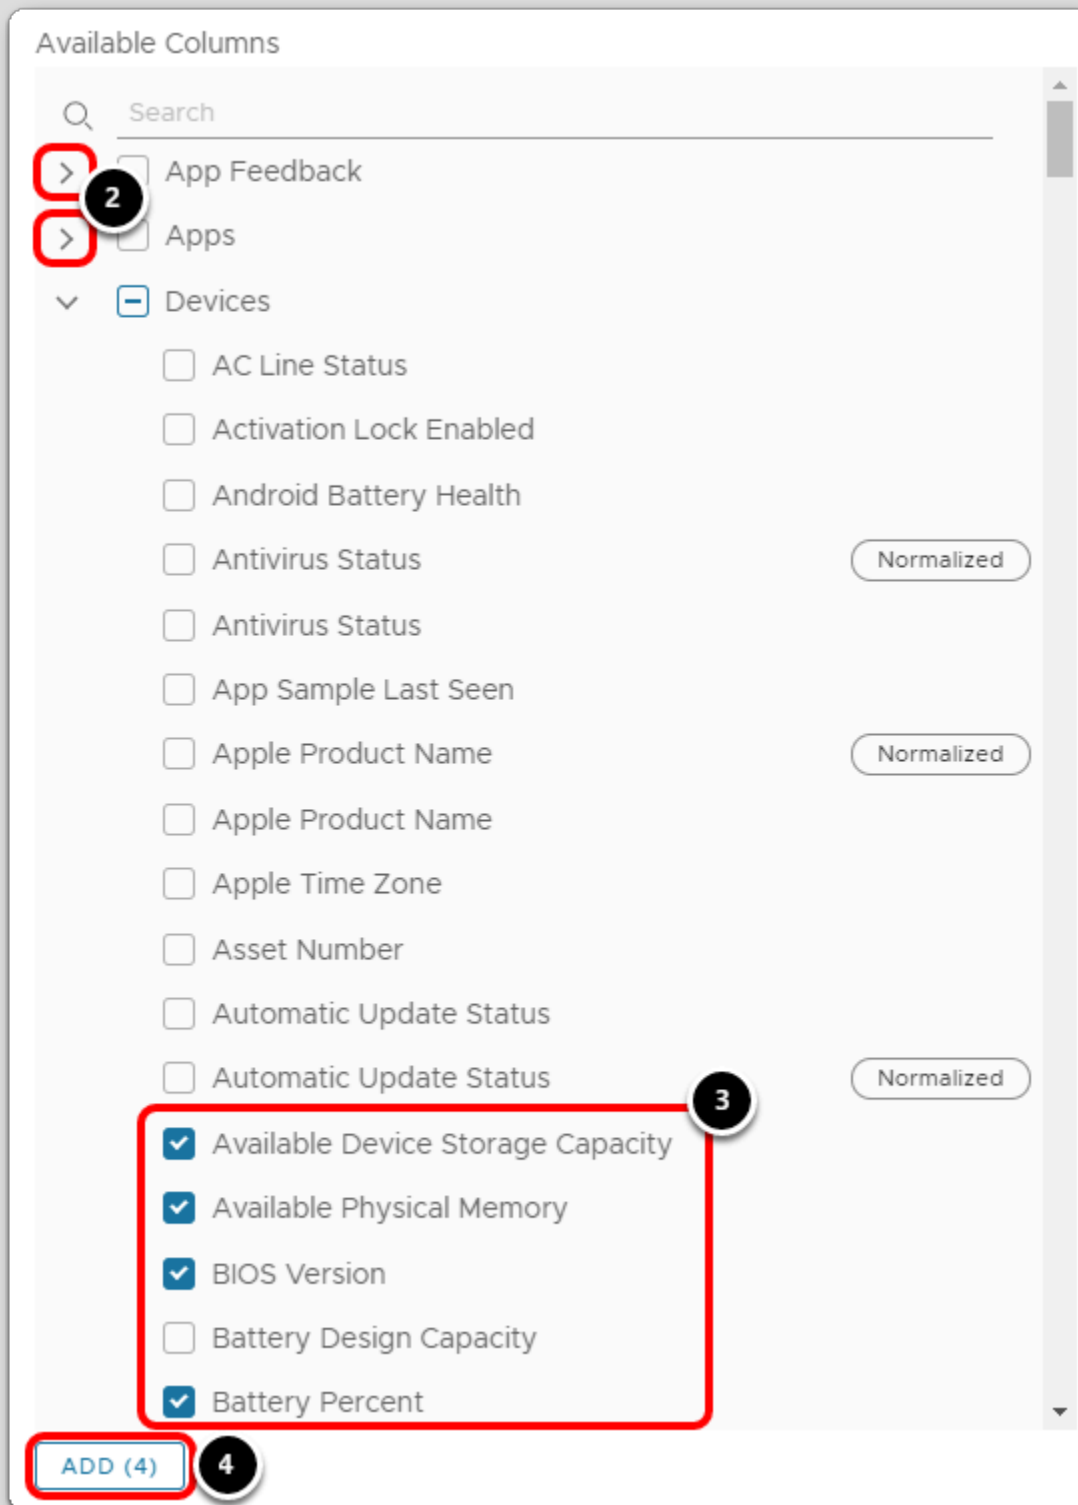 Available Columns
Search
App Feedback
2
Apps
Devices
AC Line Status
Activation Lock Enabled
Android Battery Health
Antivirus Status Normalized
Antivirus Status
App Sample Last Seen
Apple Product Name Normalized
Apple Product Name
Apple Time Zone
Asset Number
Automatic Update Status
Automatic Update Status Normalized
3
Available Device Storage Capacity
Available Physical Memory
BIOS Version
Battery Design Capacity
Battery Percent
ADD (4) 4